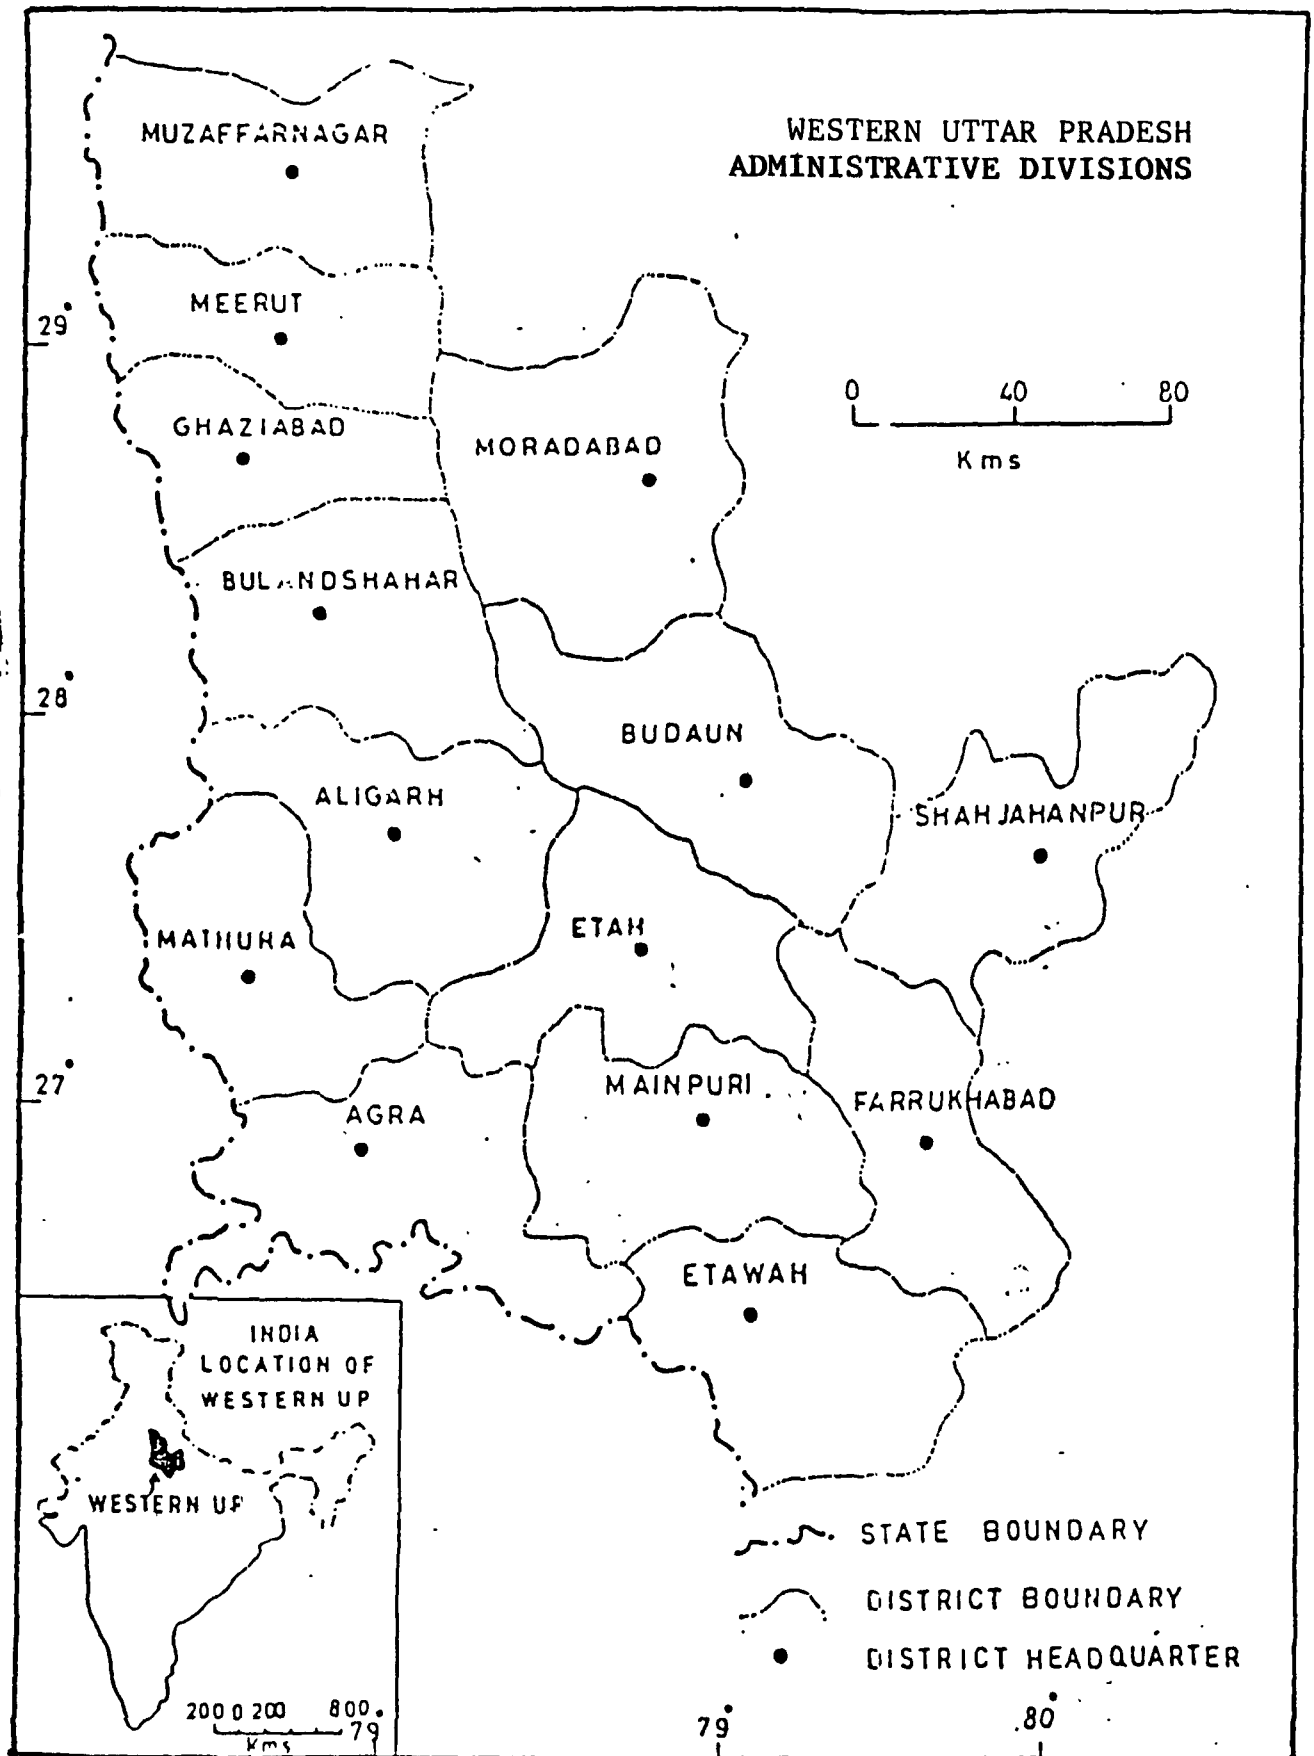 WESTERN UTTAR PRADESH
ADMINISTRATIVE DIVISIONS
MUZAFFARNAGAR
MEERUT
29°
0 40 80
Kms
GHAZIABAD
MORADABAD
BULANDSHAHAR
28°
BUDAUN
ALIGARH
SHAHJAHANPUR
ETAH
MATHURA
27°
MAINPURI
FARRUKHABAD
AGRA
ETAWAH
INDIA
LOCATION OF
WESTERN UP
WESTERN UP
200 0 200 800
Kms
79°
STATE BOUNDARY
DISTRICT BOUNDARY
DISTRICT HEADQUARTER
79°
80°